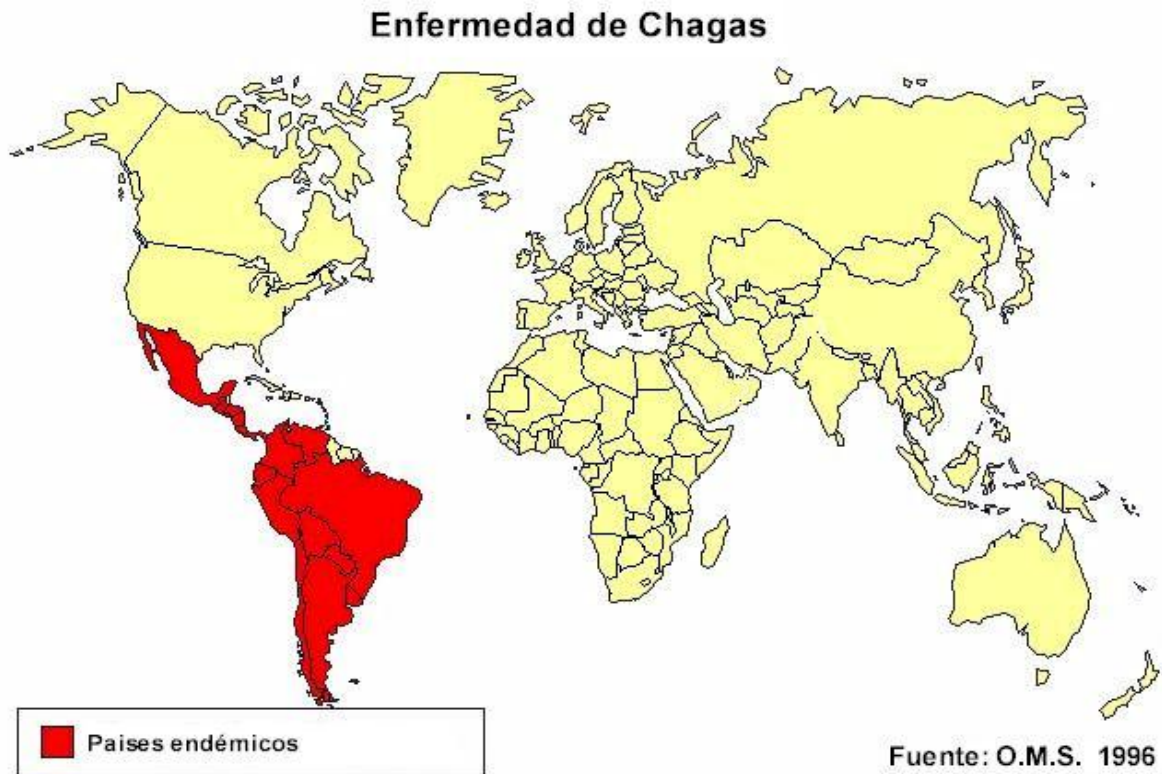 Enfermedad de Chagas
Paises endémicos
Fuente: O.M.S. 1996